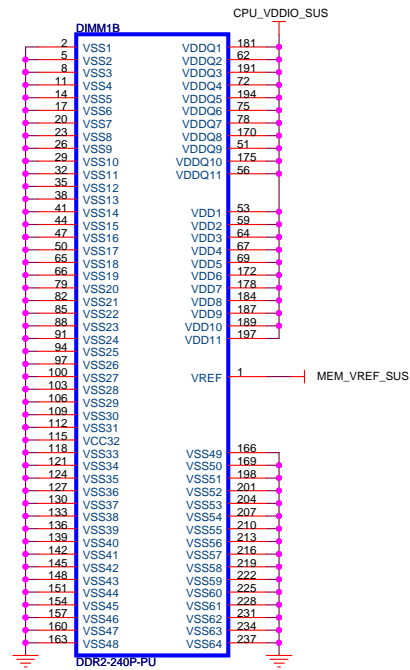 CPU_VDDIO_SUS
DIMM1B
2 VSS1 VDDQ1 181
5 VSS2 VDDQ2 62
8 VSS3 VDDQ3 191
11 VSS4 VDDQ4 72
14 VSS5 VDDQ5 194
17 VSS6 VDDQ6 75
20 VSS7 VDDQ7 78
23 VSS8 VDDQ8 170
26 VSS9 VDDQ9 51
29 VSS10 VDDQ10 175
32 VSS11 VDDQ11 56
35 VSS12
38 VSS13
41 VSS14 VDD1 53
44 VSS15 VDD2 59
47 VSS16 VDD3 64
50 VSS17 VDD4 67
65 VSS18 VDD5 69
66 VSS19 VDD6 172
79 VSS20 VDD7 178
82 VSS21 VDD8 184
85 VSS22 VDD9 187
88 VSS23 VDD10 189
91 VSS24 VDD11 197
94 VSS25
97 VSS26
100 VSS27 VREF 1 MEM_VREF_SUS
103 VSS28
106 VSS29
109 VSS30
112 VSS31
115 VCC32
118 VSS33 VSS49 166
121 VSS34 VSS50 169
124 VSS35 VSS51 198
127 VSS36 VSS52 201
130 VSS37 VSS53 204
133 VSS38 VSS54 207
136 VSS39 VSS55 210
139 VSS40 VSS56 213
142 VSS41 VSS57 216
145 VSS42 VSS58 219
148 VSS43 VSS59 222
151 VSS44 VSS60 225
154 VSS45 VSS61 228
157 VSS46 VSS62 231
160 VSS47 VSS63 234
163 VSS48 VSS64 237
DDR2-240P-PU